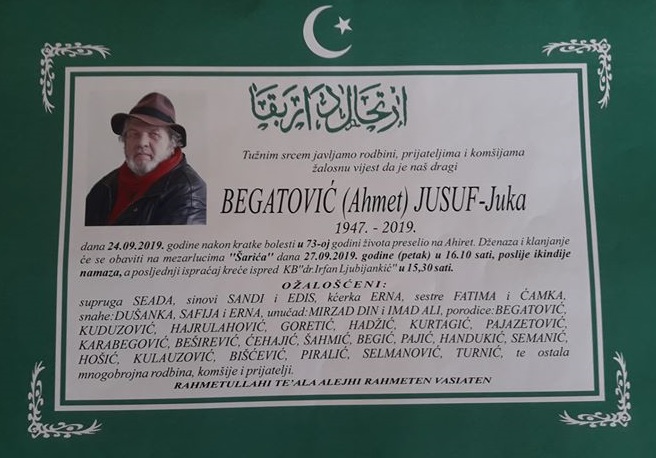 ارتحال دار بقا
Tužnim srcem javljamo rodbini, prijateljima i komšijama
žalosnu vijest da je naš dragi
BEGATOVIĆ (Ahmet) JUSUF-Juka
1947. - 2019.
dana 24.09.2019. godine nakon kratke bolesti u 73-oj godini života preselio na Ahiret. Dženaza i klanjanje
će se obaviti na mezarlucima "Šarića" dana 27.09.2019. godine (petak) u 16.10 sati, poslije ikindije
namaza, a posljednji ispraćaj kreće ispred KB"dr.Irfan Ljubijankić" u 15,30 sati.
OŽALOŠĆENI:
supruga SEADA, sinovi SANDI i EDIS, kćerka ERNA, sestre FATIMA i ĆAMKA,
snahe:DUŠANKA, SAFIJA i ERNA, unučad:MIRZAD DIN i IMAD ALI, porodice:BEGATOVIĆ,
KUDUZOVIĆ, HAJRULAHOVIĆ, GORETIĆ, HADŽIĆ, KURTAGIĆ, PAJAZETOVIĆ,
KARABEGOVIĆ, BEŠIREVIĆ, ĆEHAJIĆ, ŠAHMIĆ, BEGIĆ, PAJIĆ, HANDUKIĆ, SEMANIĆ,
HOŠIĆ, KULAUZOVIĆ, BIŠĆEVIĆ, PIRALIĆ, SELMANOVIĆ, TURNIĆ, te ostala
mnogobrojna rodbina, komšije i prijatelji.
RAHMETULLAHI TE'ALA ALEJHI RAHMETEN VASIATEN